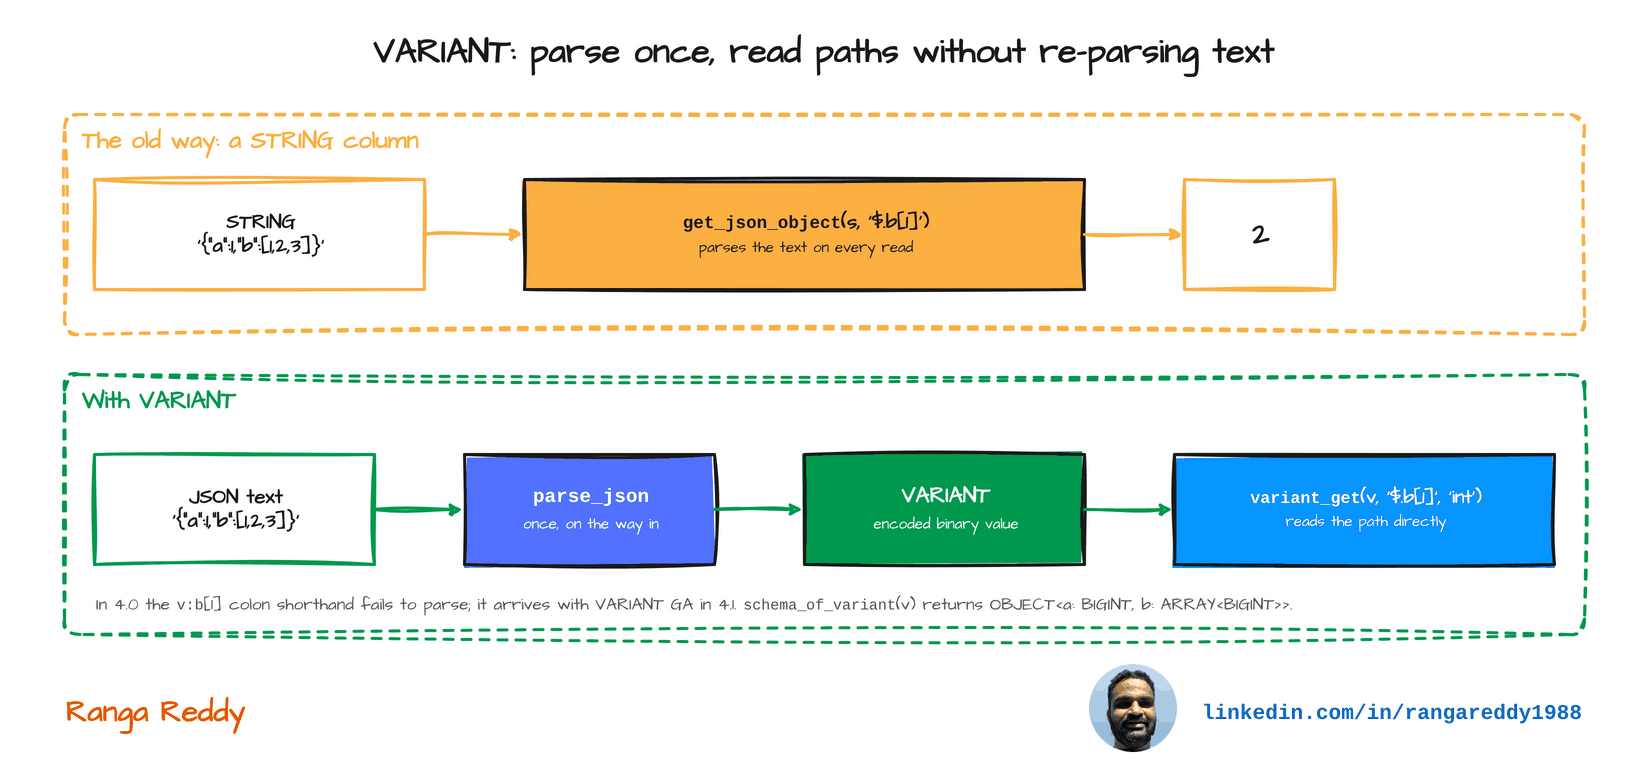 VARIANT: parse once, read paths without re-parsing text
The old way: a STRING column
STRING
'{"a":1,"b":[1,2,3]}'
get_json_object(s, '$.b[1]')
parses the text on every read
2
With VARIANT
JSON text
'{"a":1,"b":[1,2,3]}'
parse_json
once, on the way in
VARIANT
encoded binary value
variant_get(v, '$.b[1]', 'int')
reads the path directly
In 4.0 the v:b[1] colon shorthand fails to parse; it arrives with VARIANT GA in 4.1. schema_of_variant(v) returns OBJECT<a: BIGINT, b: ARRAY<BIGINT>>.
Ranga Reddy
linkedin.com/in/rangareddy1988